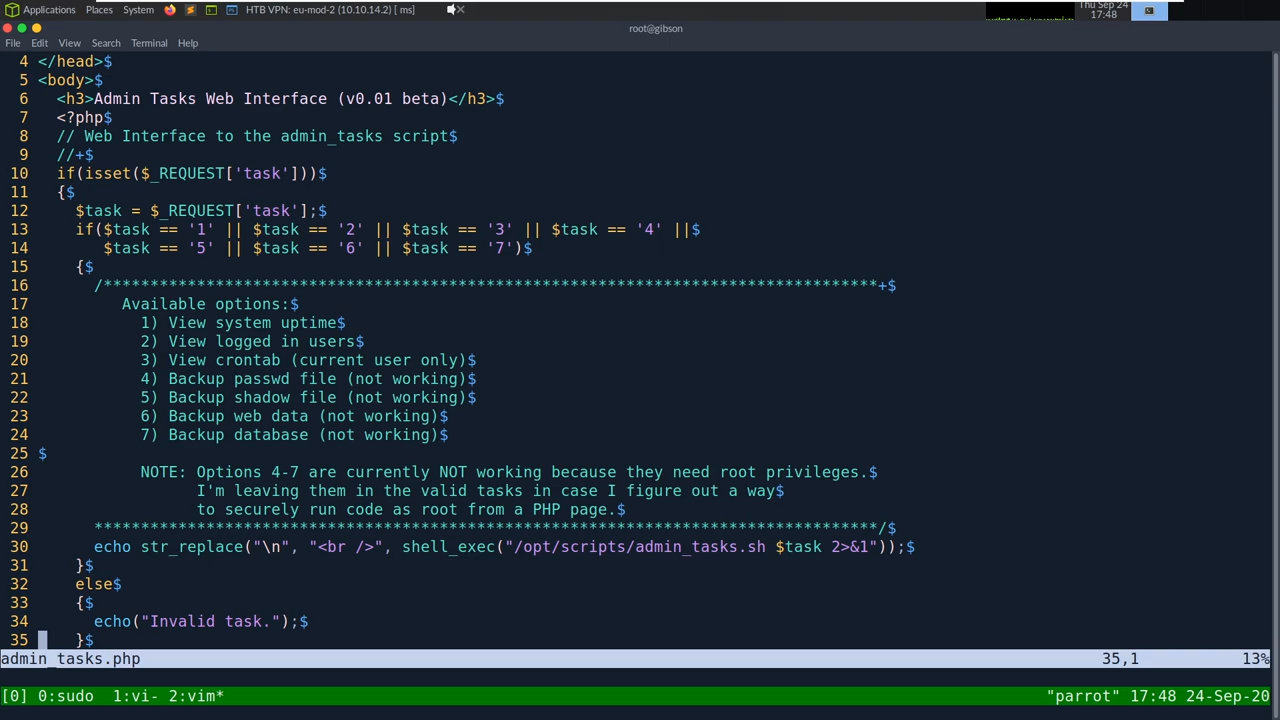 Applications Places System HTB VPN: eu-mod-2 (10.10.14.2) [ ms] Thu Sep 24
17:48
root@gibson
File Edit View Search Terminal Help
4 </head>$
5 <body>$
6   <h3>Admin Tasks Web Interface (v0.01 beta)</h3>$
7   <?php$
8   // Web Interface to the admin_tasks script$
9   //+$
10   if(isset($_REQUEST['task']))$
11   {$
12     $task = $_REQUEST['task'];$
13     if($task == '1' || $task == '2' || $task == '3' || $task == '4' ||$
14        $task == '5' || $task == '6' || $task == '7')$
15     {$
16       /************************************************************************************+$
17          Available options:$
18            1) View system uptime$
19            2) View logged in users$
20            3) View crontab (current user only)$
21            4) Backup passwd file (not working)$
22            5) Backup shadow file (not working)$
23            6) Backup web data (not working)$
24            7) Backup database (not working)$
25 $
26            NOTE: Options 4-7 are currently NOT working because they need root privileges.$
27                  I'm leaving them in the valid tasks in case I figure out a way$
28                  to securely run code as root from a PHP page.$
29       ************************************************************************************/$
30       echo str_replace("\n", "<br />", shell_exec("/opt/scripts/admin_tasks.sh $task 2>&1"));$
31     }$
32     else$
33     {$
34       echo("Invalid task.");$
35     }$
admin_tasks.php 35,1 13%
[0] 0:sudo 1:vi- 2:vim* "parrot" 17:48 24-Sep-20